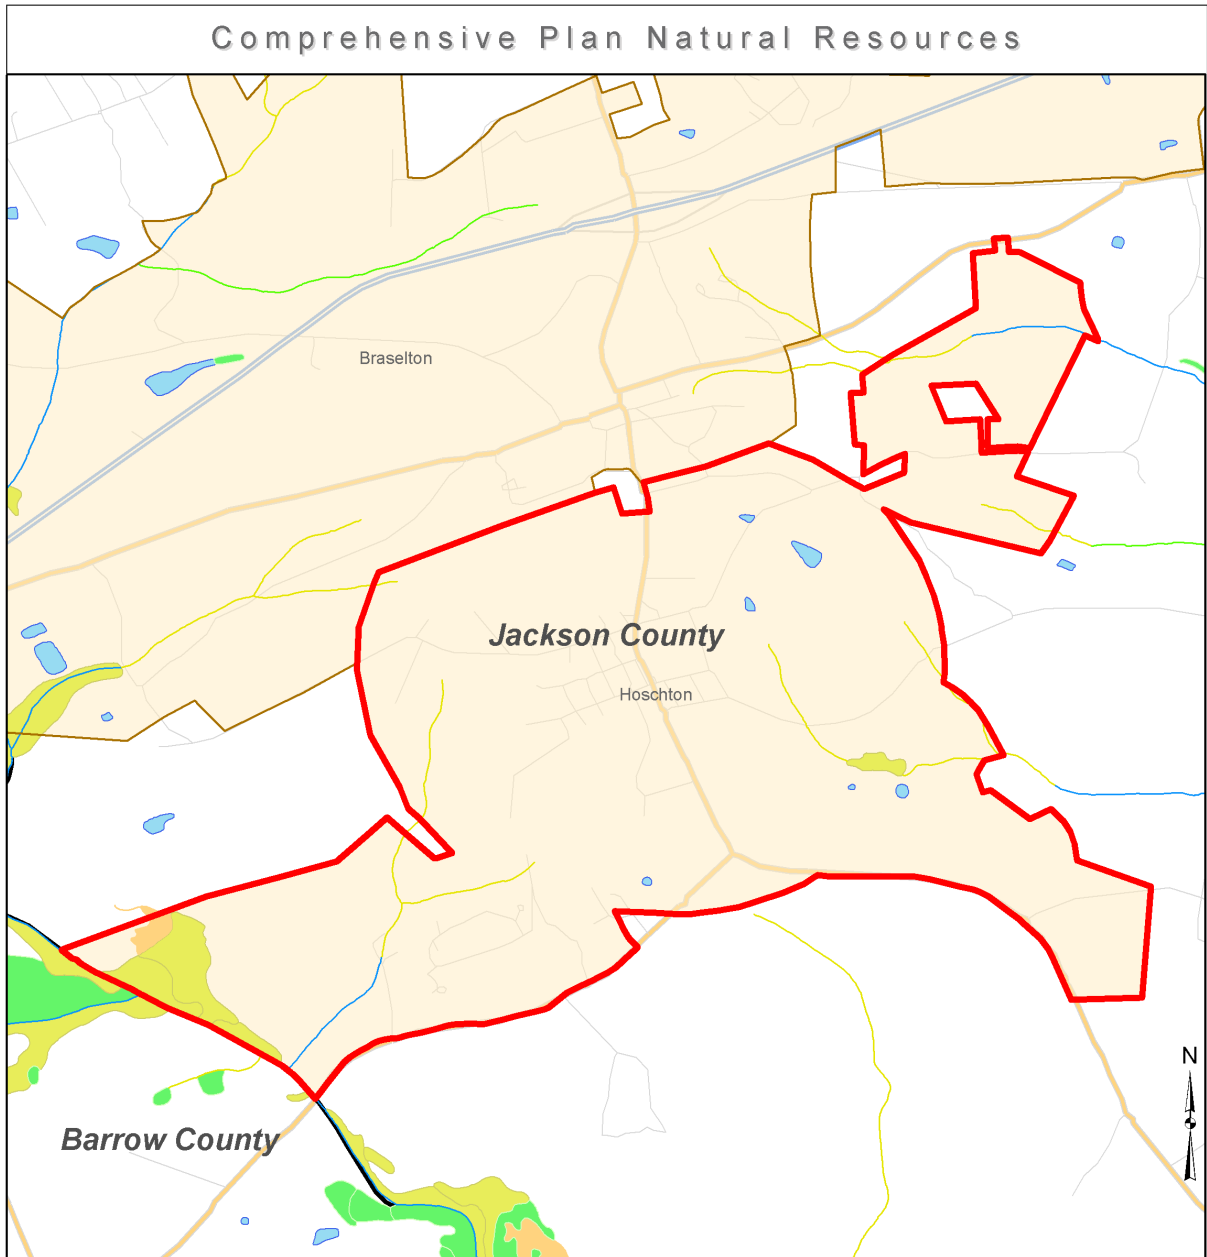 Comprehensive Plan Natural Resources
Braselton
Jackson County
Hoschton
N
Barrow County